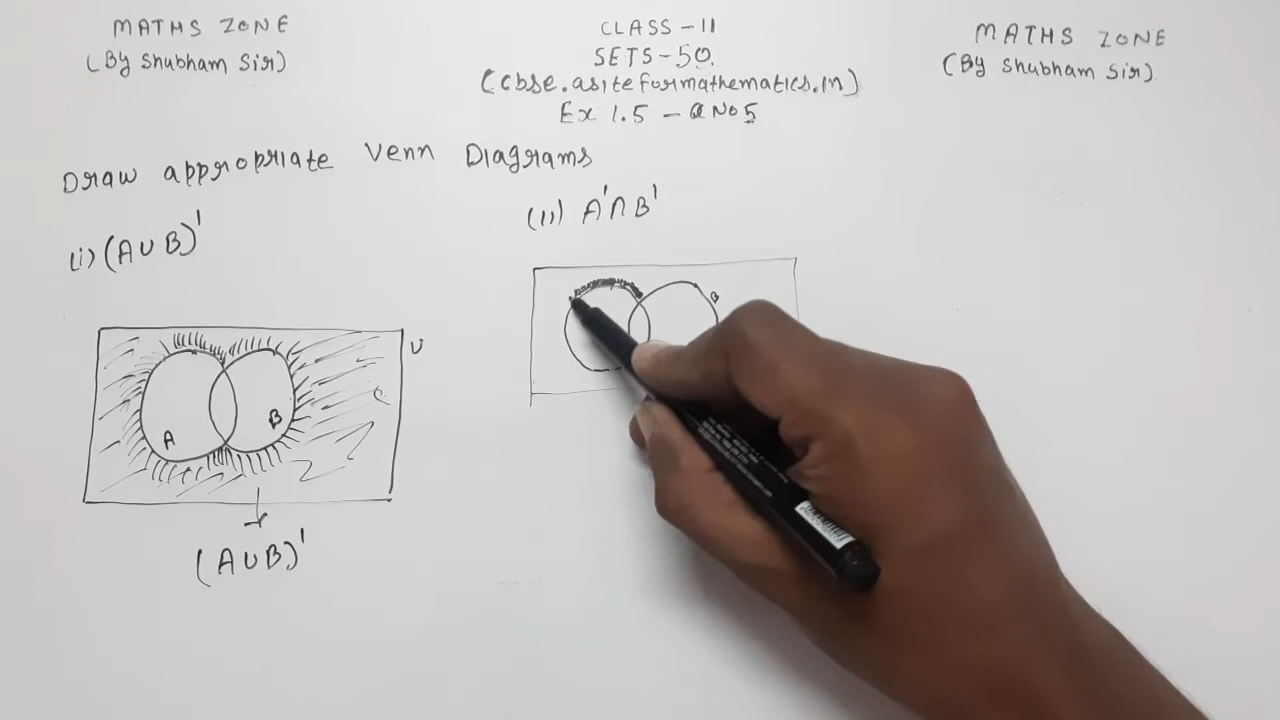 MATHS ZONE
(By Shubham Sir)
CLASS - 11
SETS - 50.
(cbse.asiteformathematics.in)
Ex 1.5 - Q No 5
MATHS ZONE
(By Shubham Sir)
Draw appropriate Venn Diagrams
(i) (A∪B)'
(ii) A'∩B'
U
A
B
(A∪B)'
B